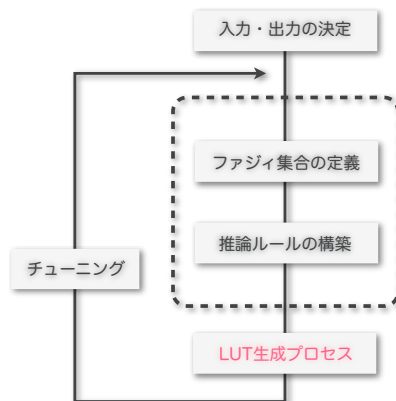 入力・出力の決定
ファジィ集合の定義
推論ルールの構築
チューニング
LUT生成プロセス